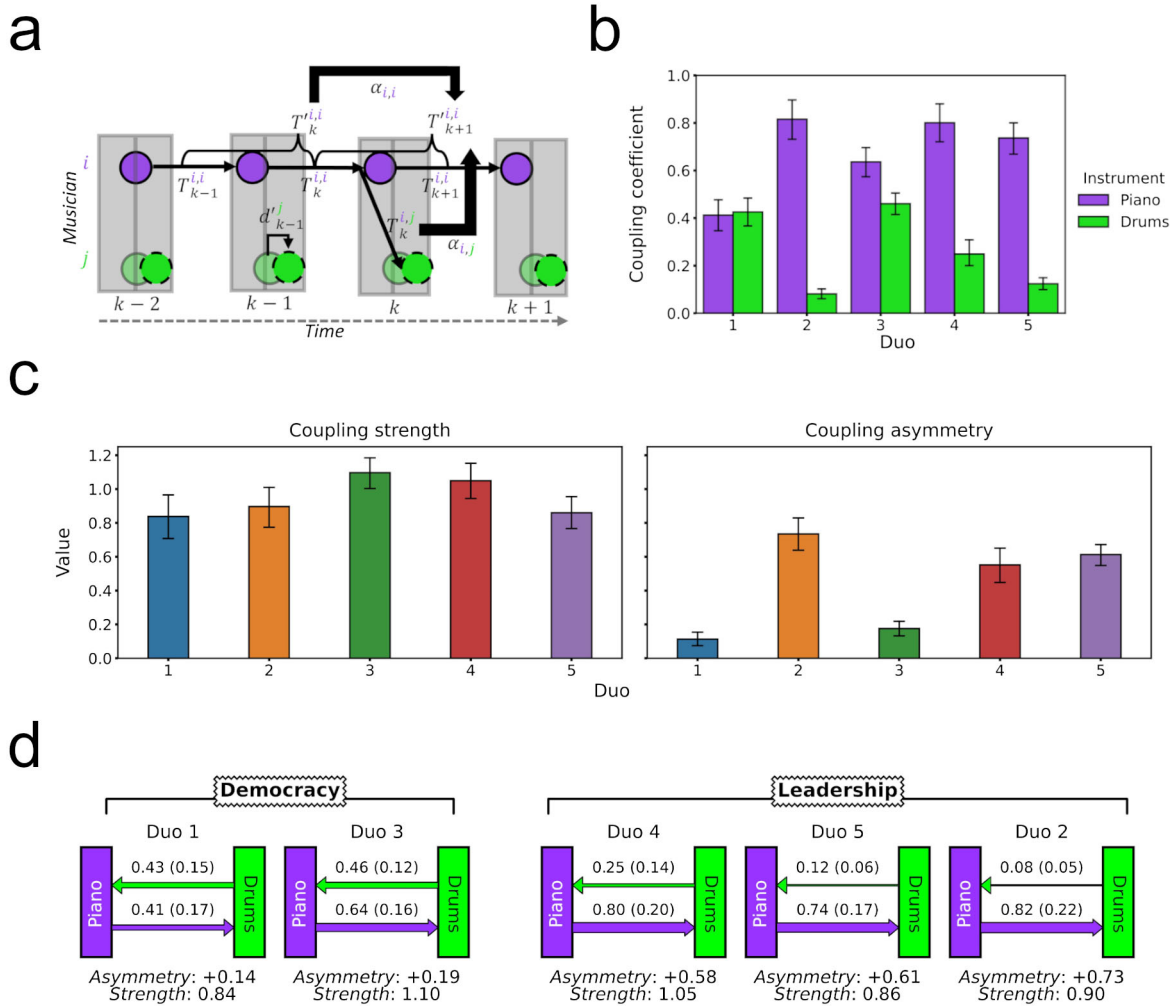 a
α i,i
T′ k i,i
T′ k+1 i,i
i
T k−1 i,i
T k i,i
T k+1 i,i
Musician
d′ k−1 j
T k i,j
α i,j
j
k − 2
k − 1
k
k + 1
Time
b
Coupling coefficient
1.0
0.8
0.6
0.4
0.2
0.0
1 2 3 4 5
Duo
Instrument
Piano
Drums
c
Coupling strength
Coupling asymmetry
Value
1.2
1.0
0.8
0.6
0.4
0.2
0.0
1 2 3 4 5
1 2 3 4 5
Duo
d
Democracy
Leadership
Duo 1
Piano
0.43 (0.15)
0.41 (0.17)
Drums
Asymmetry: +0.14
Strength: 0.84
Duo 3
Piano
0.46 (0.12)
0.64 (0.16)
Drums
Asymmetry: +0.19
Strength: 1.10
Duo 4
Piano
0.25 (0.14)
0.80 (0.20)
Drums
Asymmetry: +0.58
Strength: 1.05
Duo 5
Piano
0.12 (0.06)
0.74 (0.17)
Drums
Asymmetry: +0.61
Strength: 0.86
Duo 2
Piano
0.08 (0.05)
0.82 (0.22)
Drums
Asymmetry: +0.73
Strength: 0.90